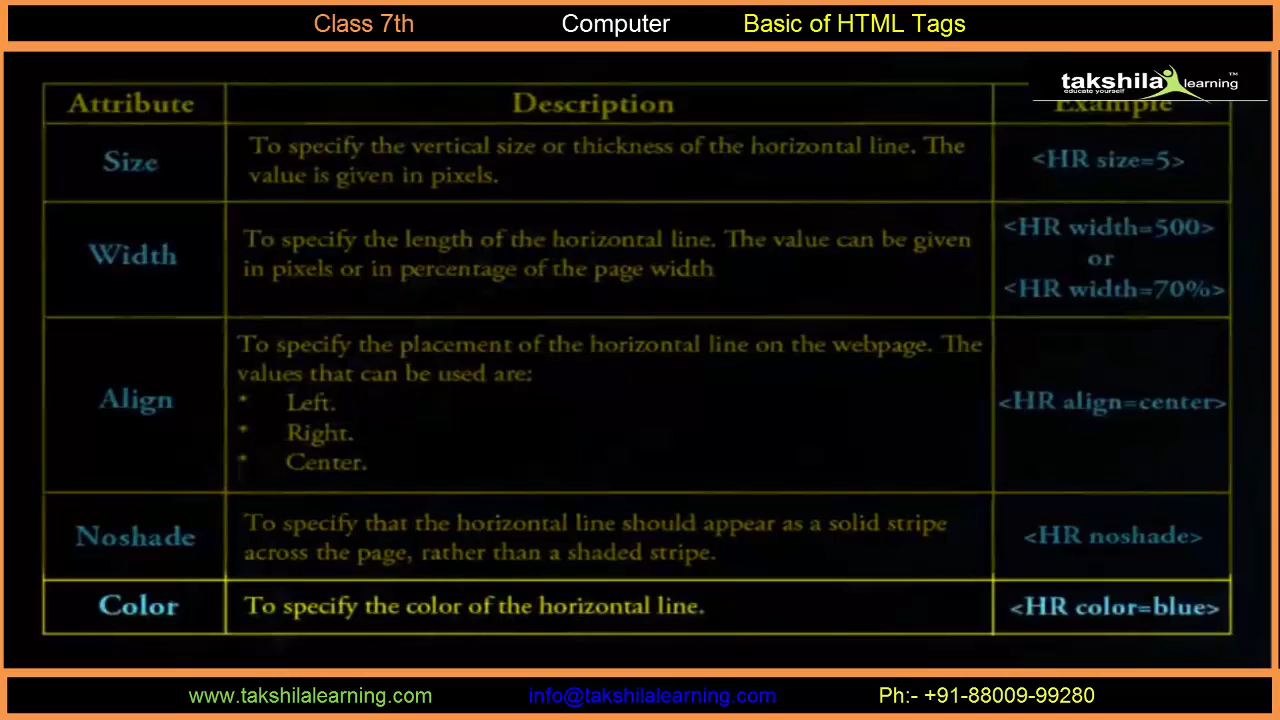 Class 7th Computer Basic of HTML Tags
takshila learning ™
educate yourself
Attribute Description Example
Size To specify the vertical size or thickness of the horizontal line. The <HR size=5>
value is given in pixels.
Width To specify the length of the horizontal line. The value can be given <HR width=500>
in pixels or in percentage of the page width or
<HR width=70%>
Align To specify the placement of the horizontal line on the webpage. The <HR align=center>
values that can be used are:
* Left.
* Right.
* Center.
Noshade To specify that the horizontal line should appear as a solid stripe <HR noshade>
across the page, rather than a shaded stripe.
Color To specify the color of the horizontal line. <HR color=blue>
www.takshilalearning.com info@takshilalearning.com Ph:- +91-88009-99280